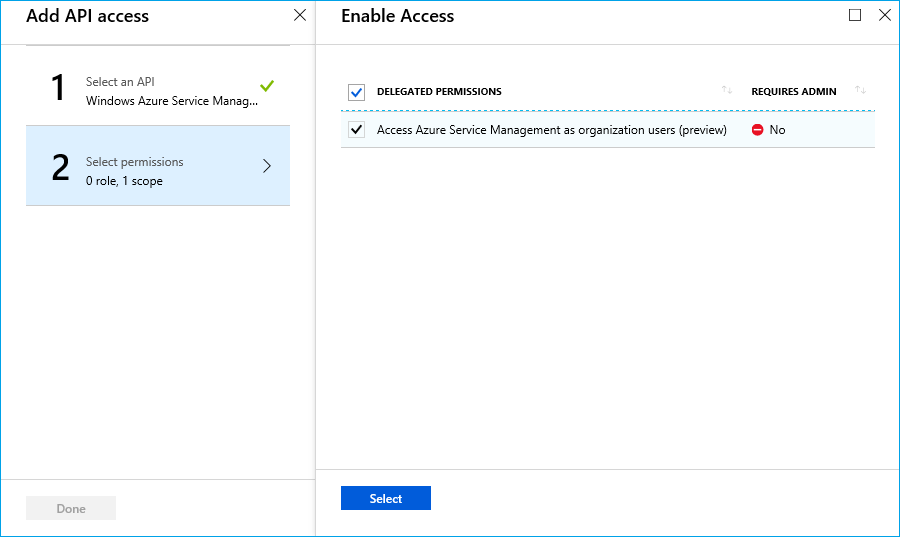 Add API access
1
Select an API
Windows Azure Service Manag...
2
Select permissions
0 role, 1 scope
Done
Enable Access
DELEGATED PERMISSIONS
REQUIRES ADMIN
Access Azure Service Management as organization users (preview)
No
Select